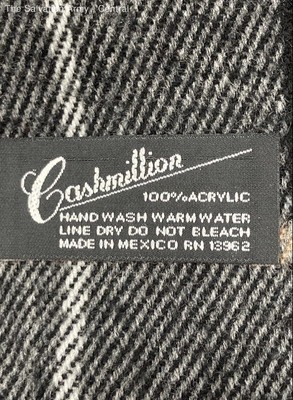 The Salvation Army / Central
Cashmillion
100% ACRYLIC
HAND WASH WARM WATER
LINE DRY DO NOT BLEACH
MADE IN MEXICO RN 13962